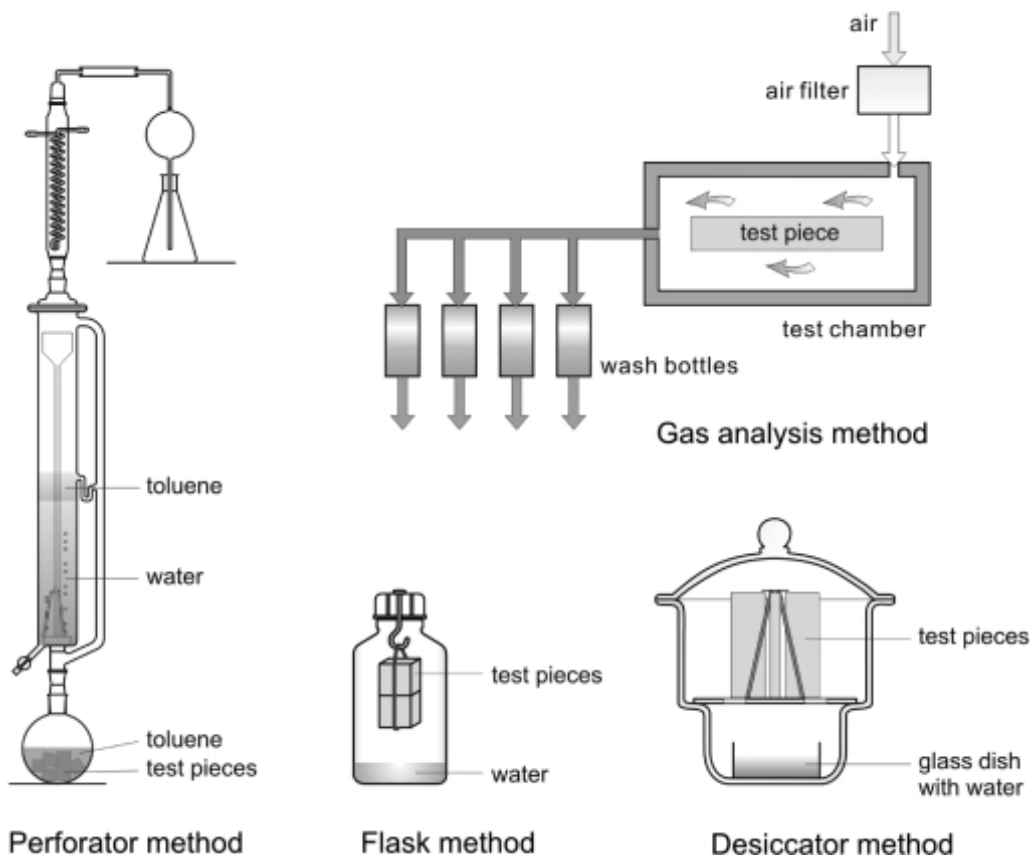 air
air filter
test piece
test chamber
wash bottles
Gas analysis method
toluene
water
toluene
test pieces
Perforator method
test pieces
water
Flask method
test pieces
glass dish
with water
Desiccator method